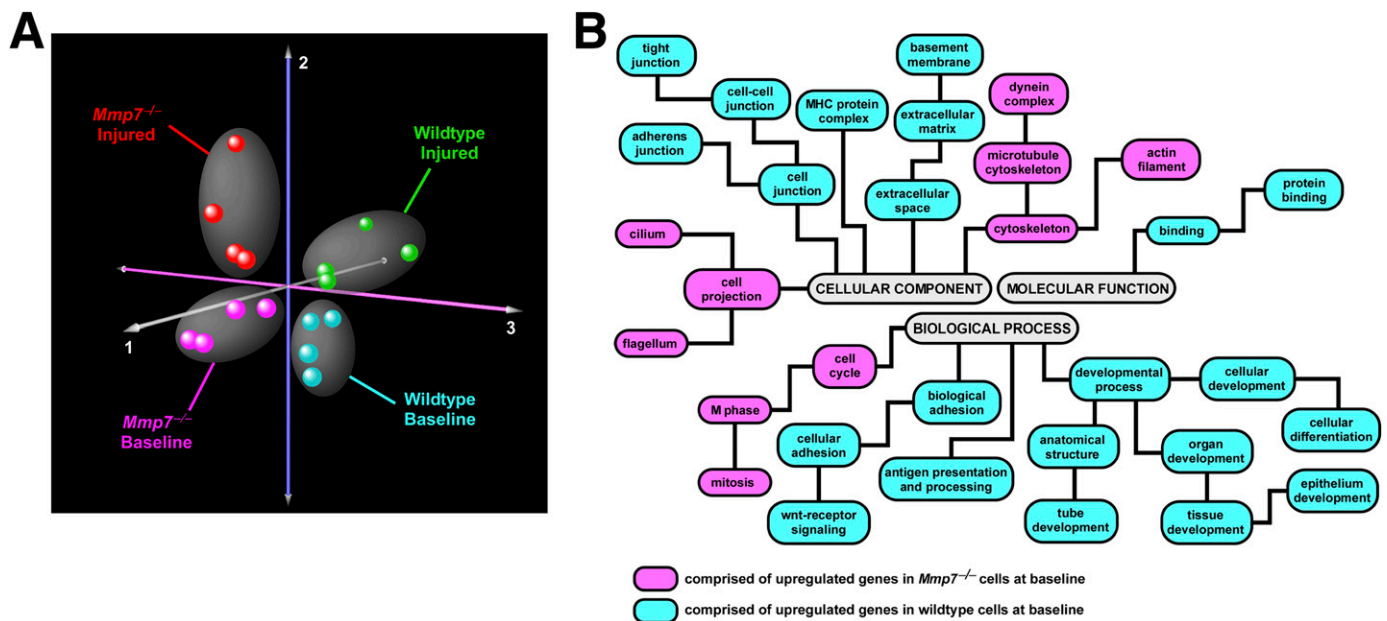 A
2
Mmp7⁻/⁻
Injured
Wildtype
Injured
1
3
Mmp7⁻/⁻
Baseline
Wildtype
Baseline
B
tight
junction
cell-cell
junction
adherens
junction
cell
junction
MHC protein
complex
basement
membrane
extracellular
matrix
extracellular
space
dynein
complex
microtubule
cytoskeleton
actin
filament
cytoskeleton
protein
binding
binding
cilium
cell
projection
flagellum
CELLULAR COMPONENT
MOLECULAR FUNCTION
BIOLOGICAL PROCESS
cell
cycle
M phase
mitosis
biological
adhesion
cellular
adhesion
wnt-receptor
signaling
antigen presentation
and processing
developmental
process
cellular
development
cellular
differentiation
anatomical
structure
tube
development
organ
development
tissue
development
epithelium
development
comprised of upregulated genes in Mmp7⁻/⁻ cells at baseline
comprised of upregulated genes in wildtype cells at baseline